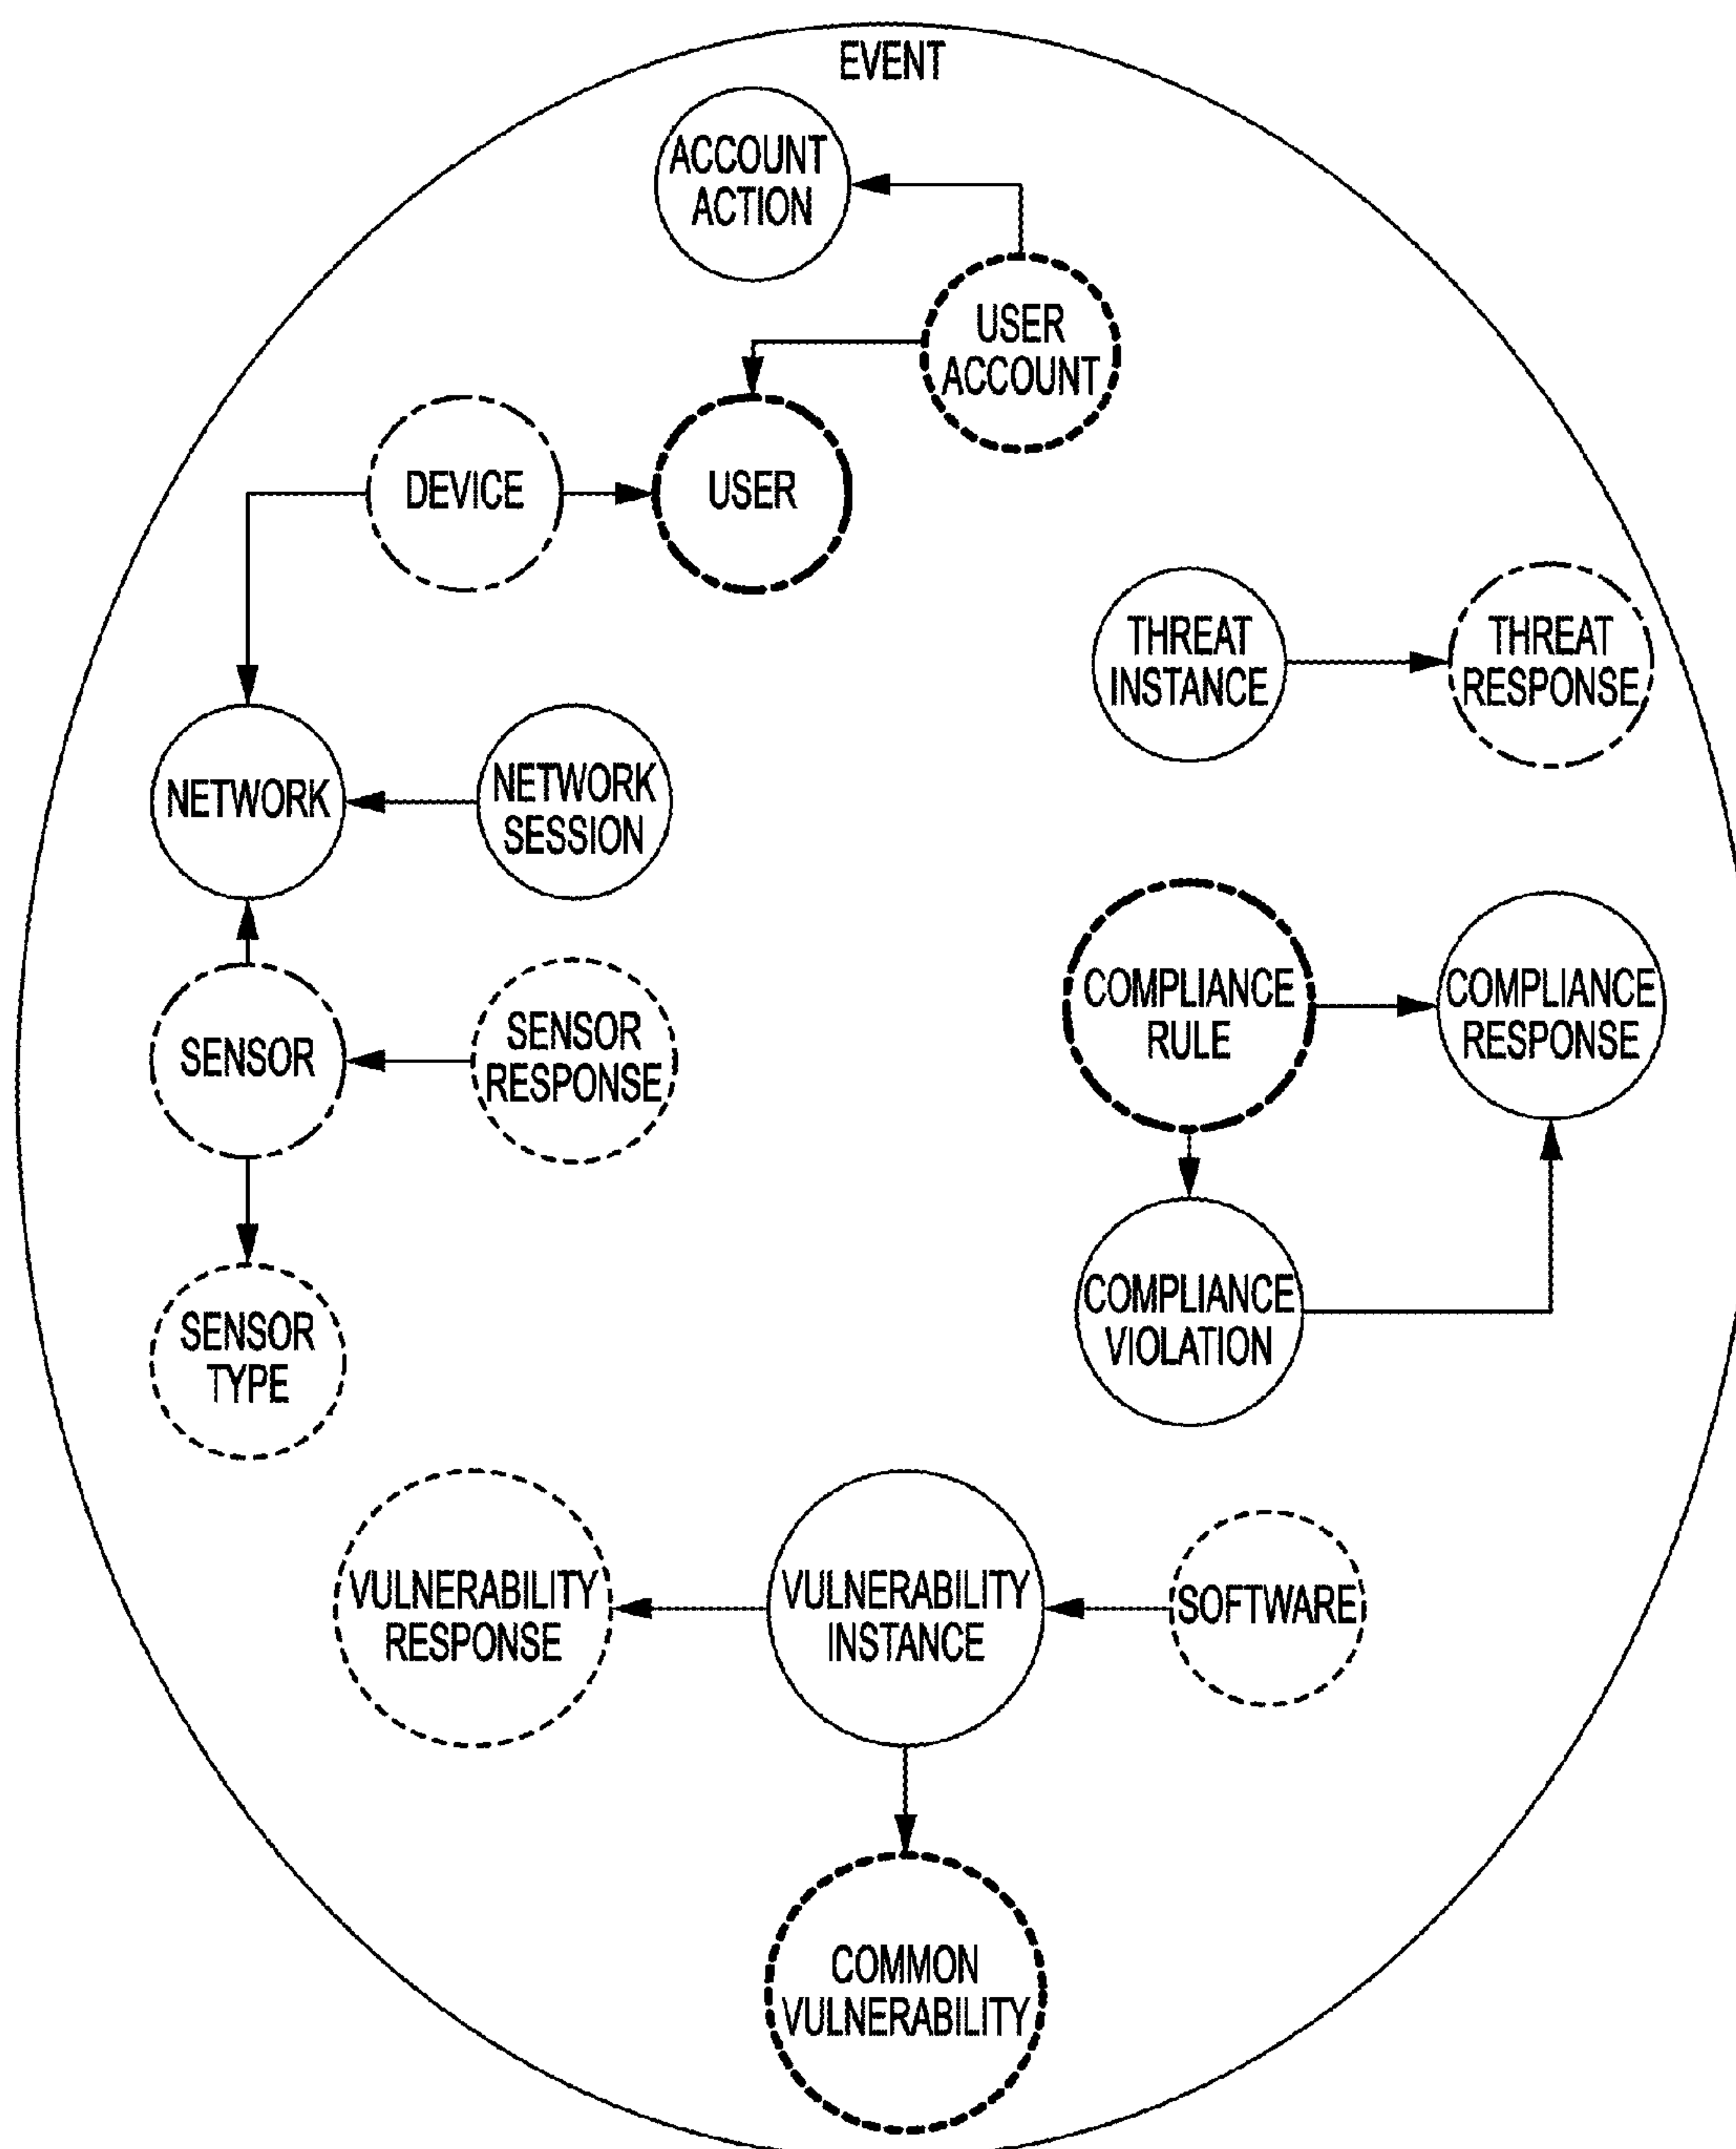 EVENT
ACCOUNT
ACTION
USER
ACCOUNT
DEVICE
USER
THREAT
INSTANCE
THREAT
RESPONSE
NETWORK
NETWORK
SESSION
COMPLIANCE
RULE
COMPLIANCE
RESPONSE
SENSOR
SENSOR
RESPONSE
COMPLIANCE
VIOLATION
SENSOR
TYPE
VULNERABILITY
RESPONSE
VULNERABILITY
INSTANCE
SOFTWARE
COMMON
VULNERABILITY